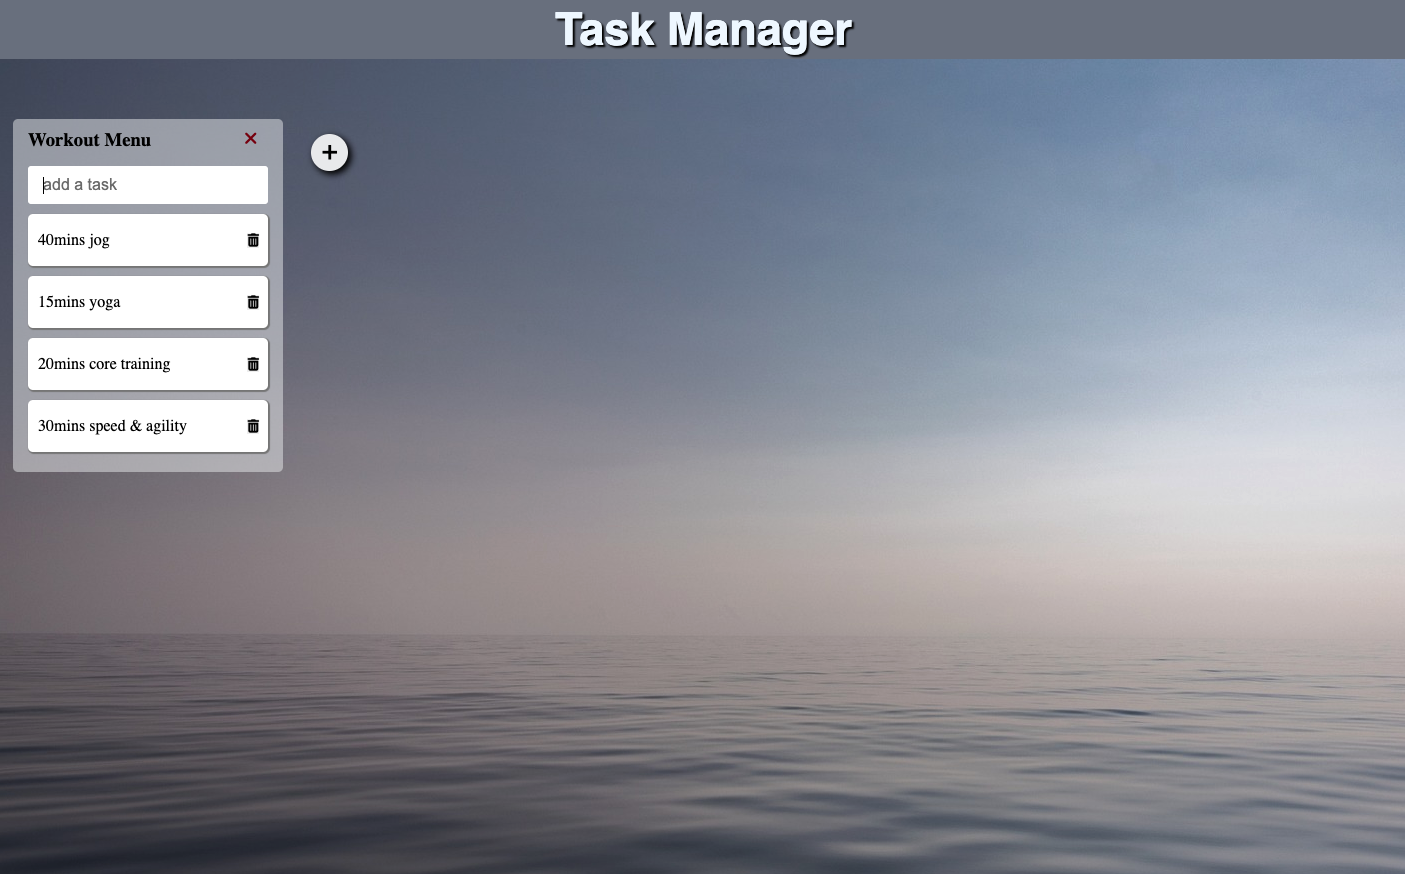 Task Manager
Workout Menu
add a task
40mins jog
15mins yoga
20mins core training
30mins speed & agility